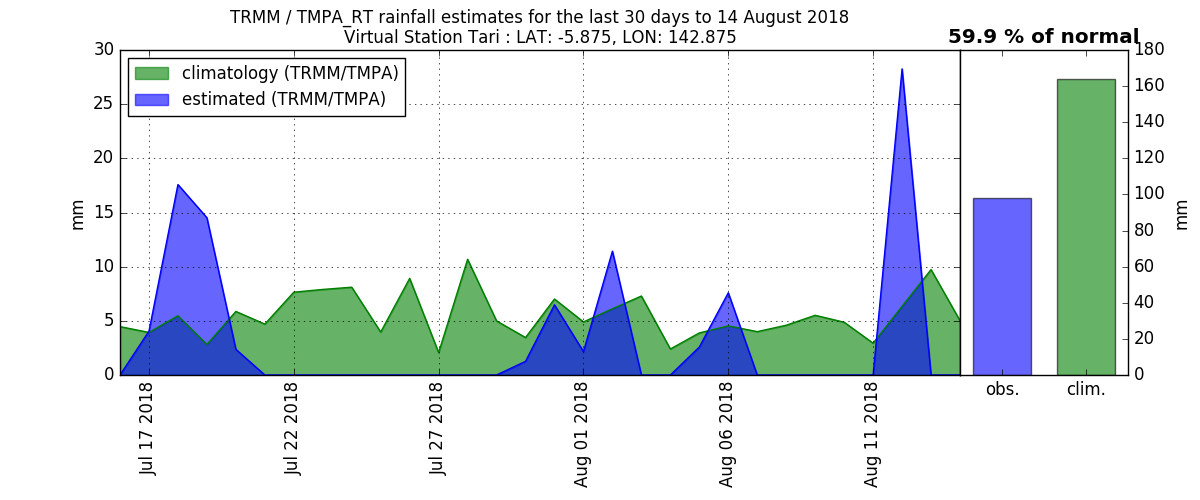 TRMM / TMPA_RT rainfall estimates for the last 30 days to 14 August 2018
Virtual Station Tari : LAT: -5.875, LON: 142.875
59.9 % of normal
climatology (TRMM/TMPA)
estimated (TRMM/TMPA)
mm
30
25
20
15
10
5
0
Jul 17 2018
Jul 22 2018
Jul 27 2018
Aug 01 2018
Aug 06 2018
Aug 11 2018
180
160
140
120
100
80
60
40
20
0
mm
obs.
clim.